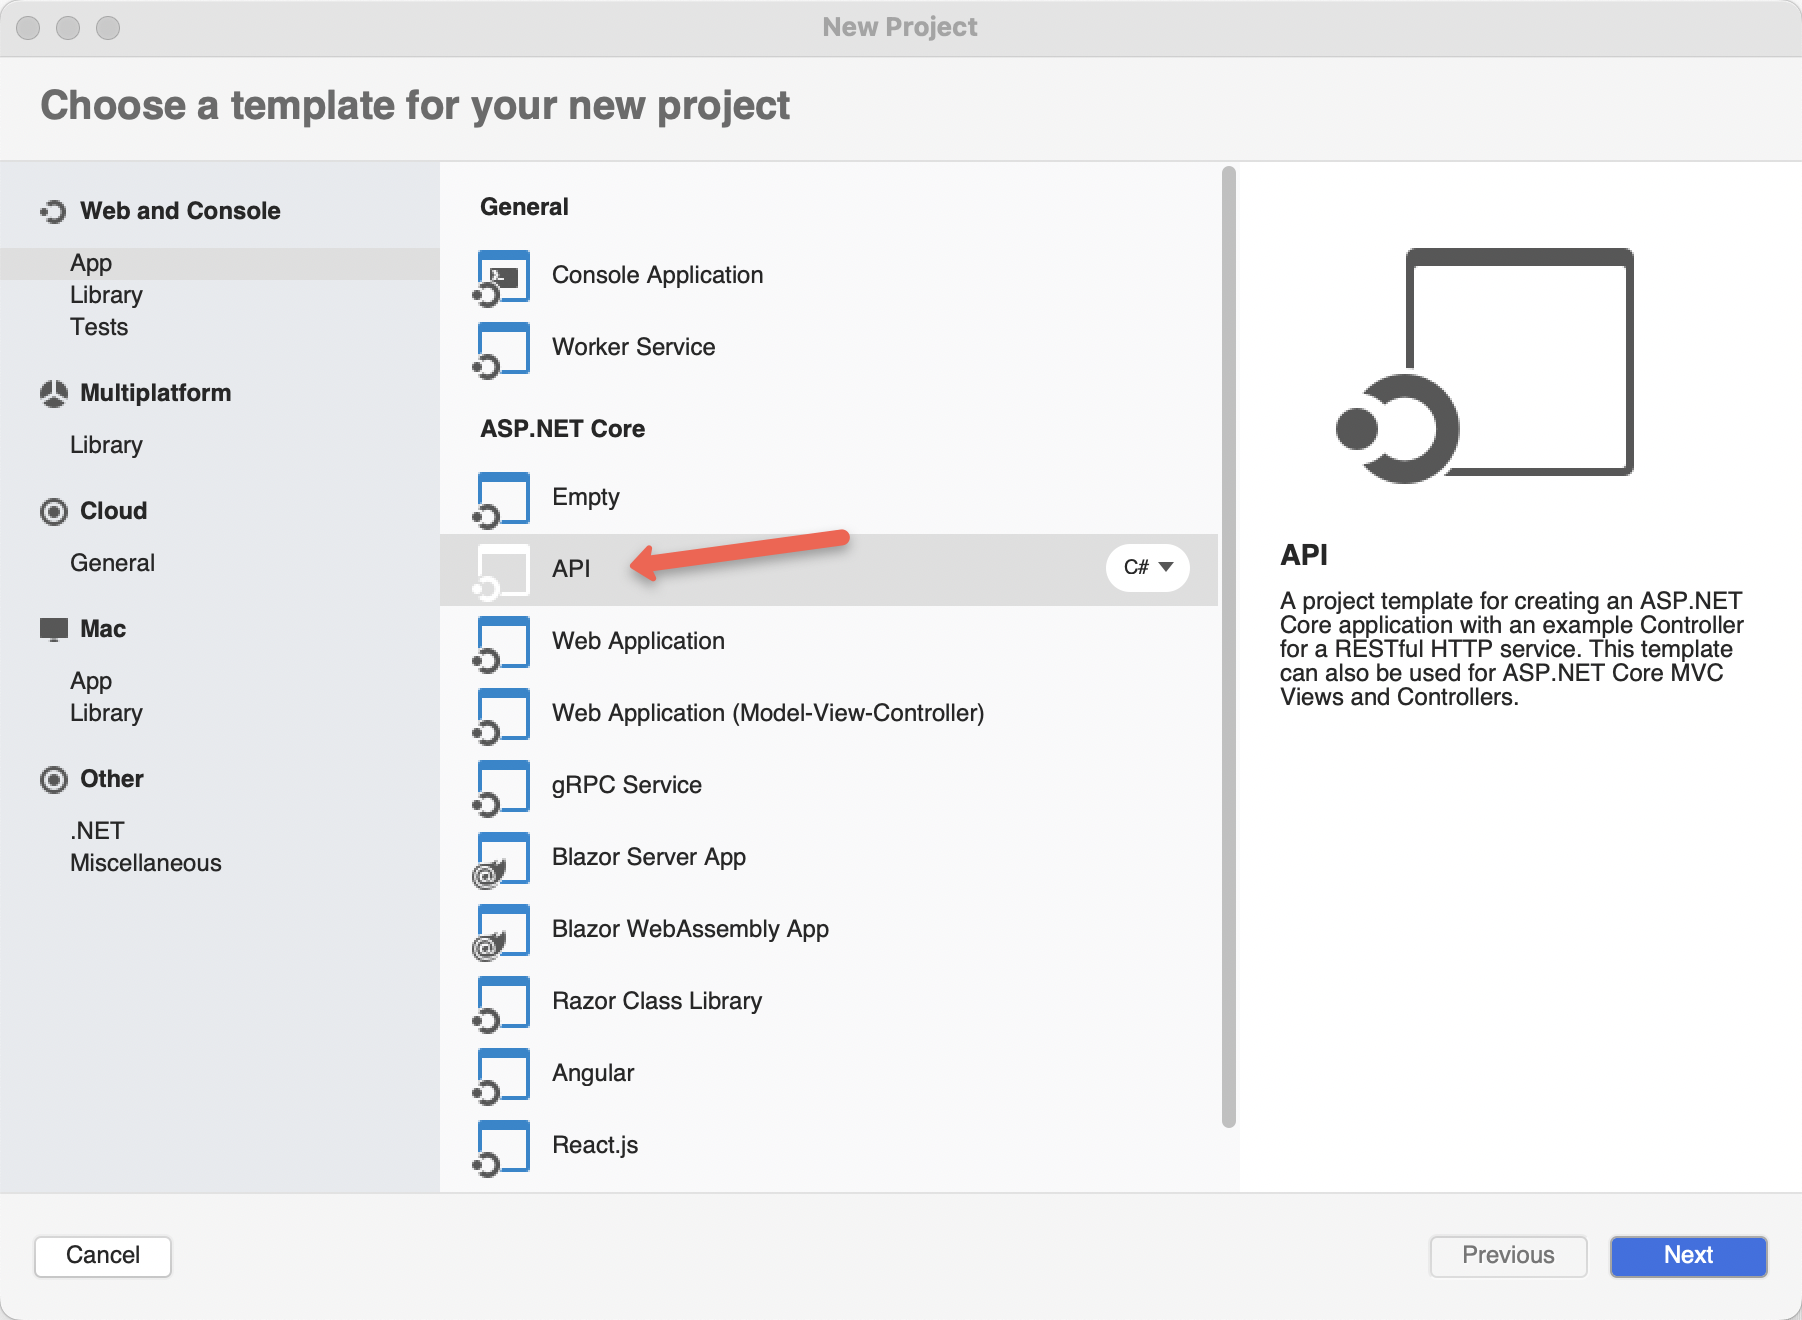 New Project
Choose a template for your new project
Web and Console
App
Library
Tests
Multiplatform
Library
Cloud
General
Mac
App
Library
Other
.NET
Miscellaneous
General
Console Application
Worker Service
ASP.NET Core
Empty
API
C#
Web Application
Web Application (Model-View-Controller)
gRPC Service
Blazor Server App
Blazor WebAssembly App
Razor Class Library
Angular
React.js
API
A project template for creating an ASP.NET
Core application with an example Controller
for a RESTful HTTP service. This template
can also be used for ASP.NET Core MVC
Views and Controllers.
Cancel
Previous
Next